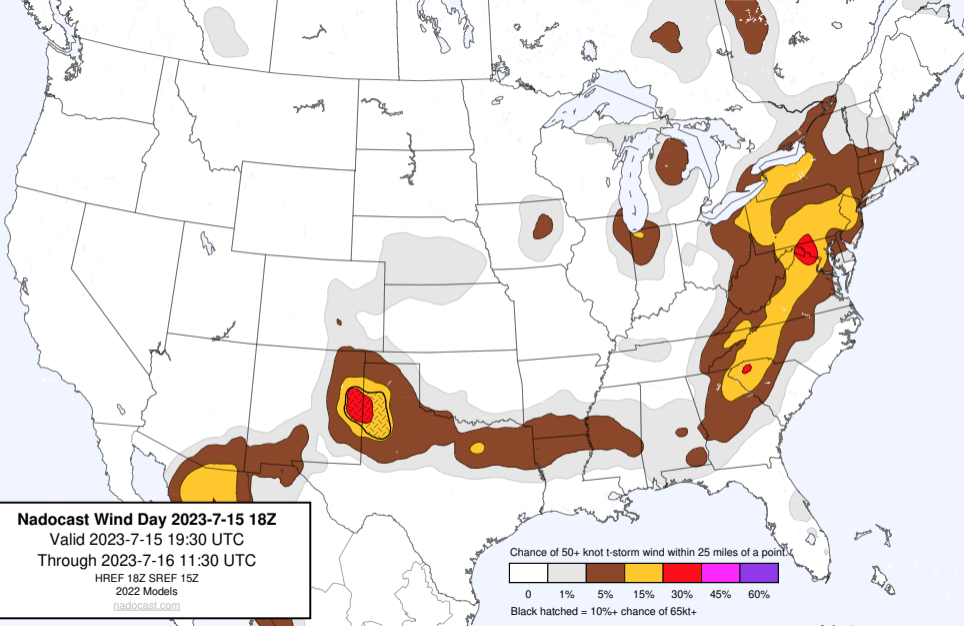 Nadocast Wind Day 2023-7-15 18Z
Valid 2023-7-15 19:30 UTC
Through 2023-7-16 11:30 UTC
HREF 18Z SREF 15Z
2022 Models
nadocast.com
Chance of 50+ knot t-storm wind within 25 miles of a point.
0 1% 5% 15% 30% 45% 60%
Black hatched = 10%+ chance of 65kt+